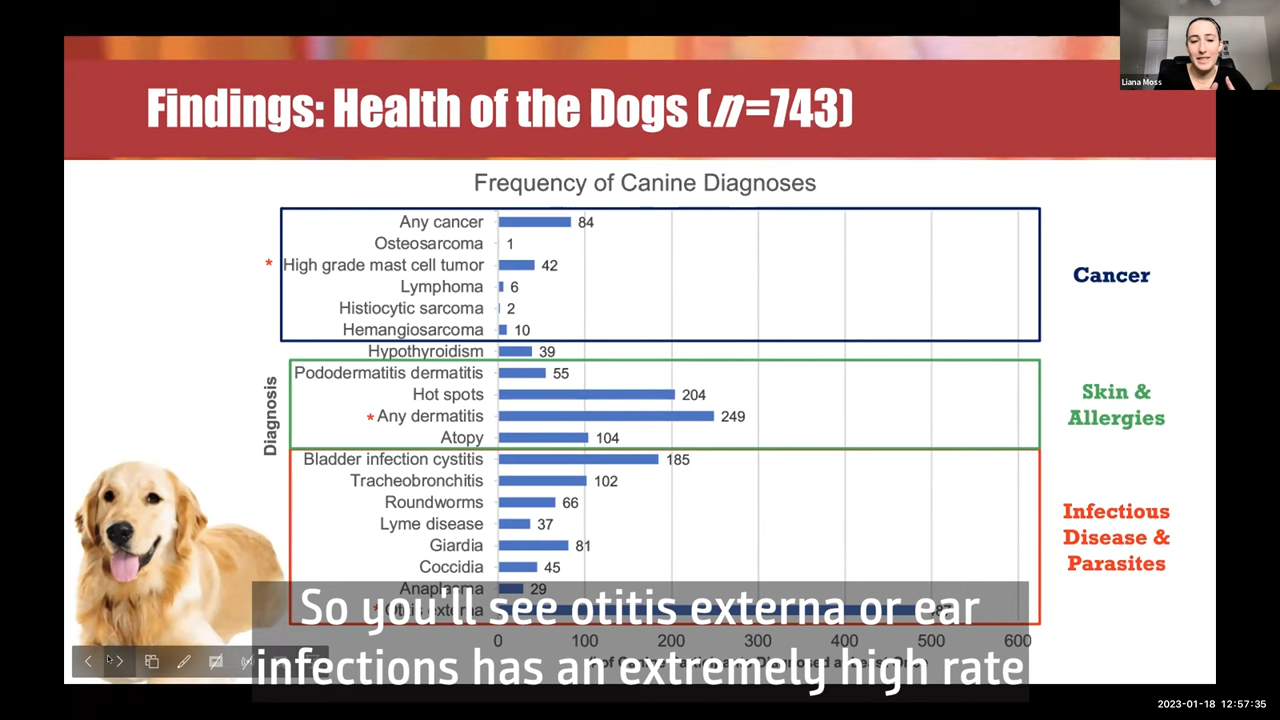 Liana Moss
Findings: Health of the Dogs (n=743)
Frequency of Canine Diagnoses
Any cancer 84
Osteosarcoma 1
* High grade mast cell tumor 42
Lymphoma 6
Histiocytic sarcoma 2
Hemangiosarcoma 10
Cancer
Hypothyroidism 39
Pododermatitis dermatitis 55
Hot spots 204
* Any dermatitis 249
Atopy 104
Skin &
Allergies
Diagnosis
Bladder infection cystitis 185
Tracheobronchitis 102
Roundworms 66
Lyme disease 37
Giardia 81
Coccidia 45
Anaplasma 29
Infectious
Disease &
Parasites
So you'll see otitis externa or ear
0 100 200 300 400 500 600
infections has an extremely high rate
2023-01-18 12:57:35